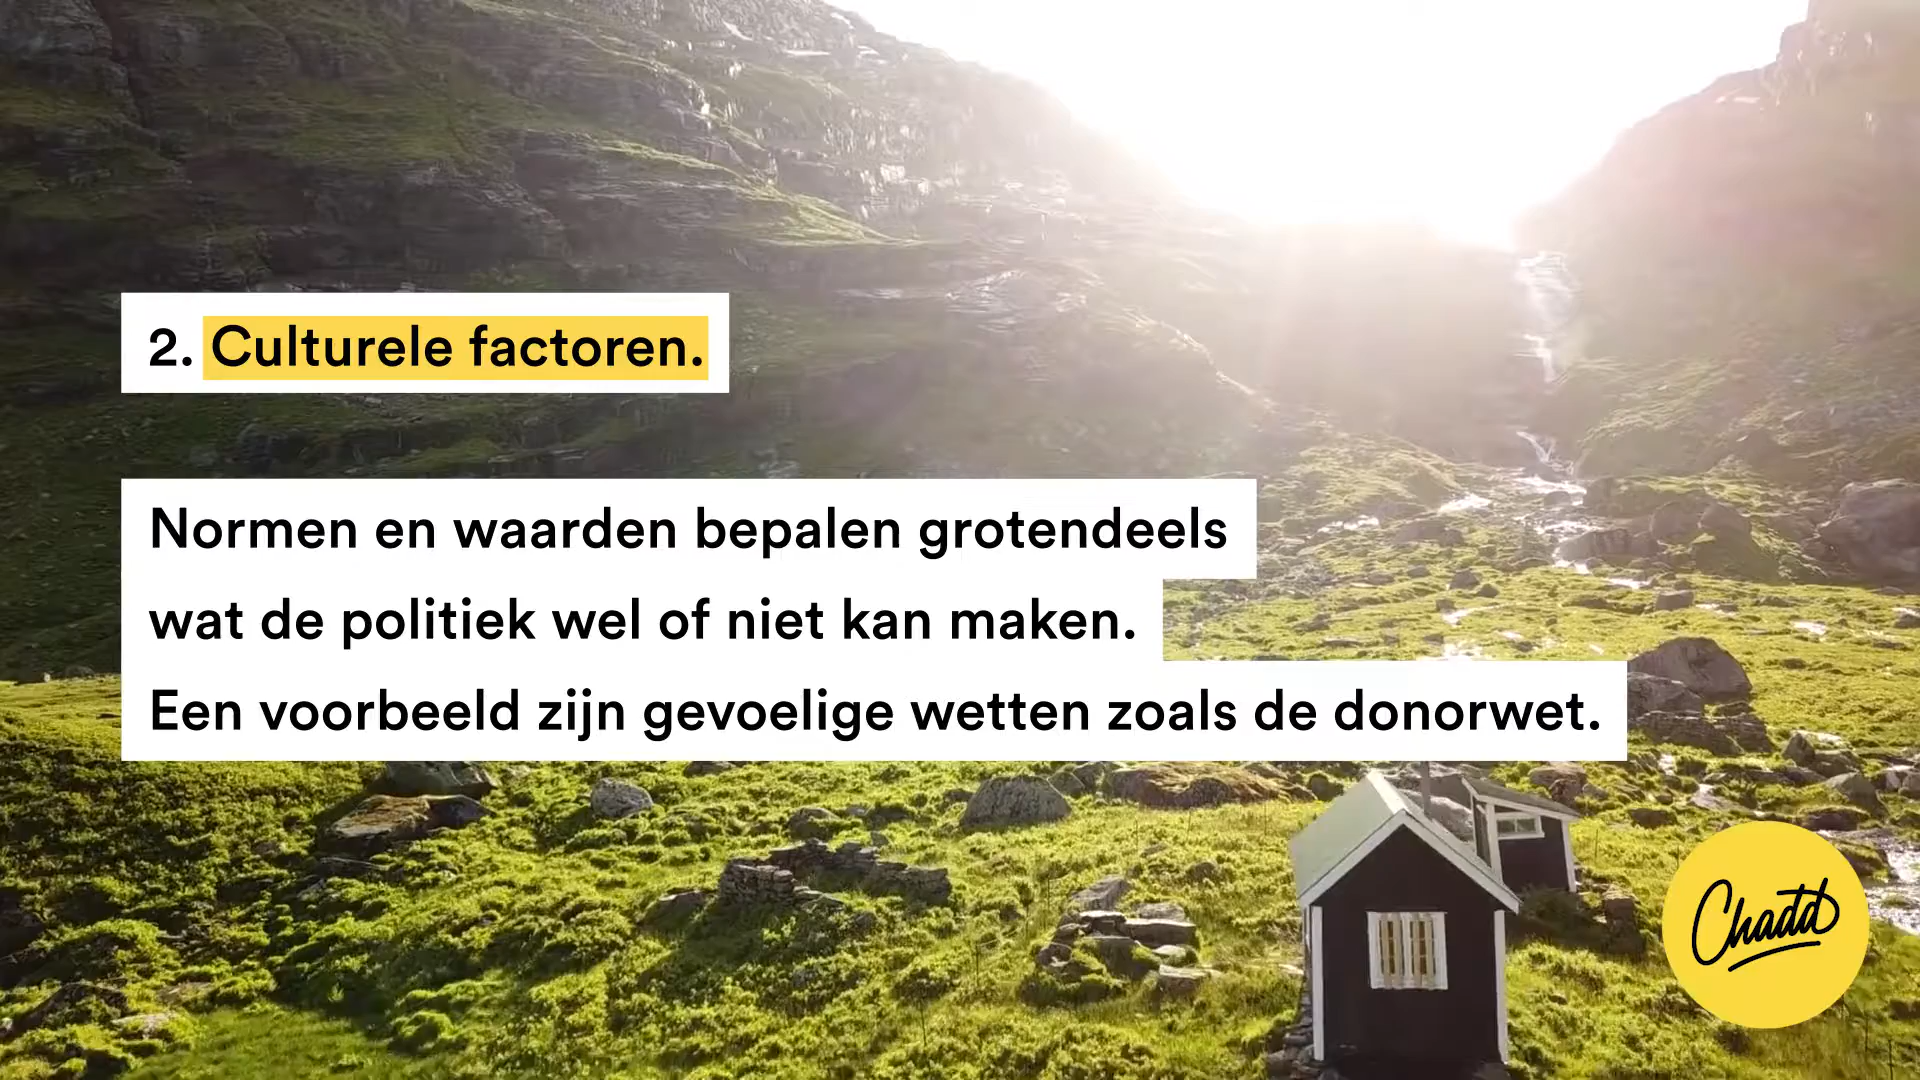 2. Culturele factoren.
Normen en waarden bepalen grotendeels
wat de politiek wel of niet kan maken.
Een voorbeeld zijn gevoelige wetten zoals de donorwet.
Chadd